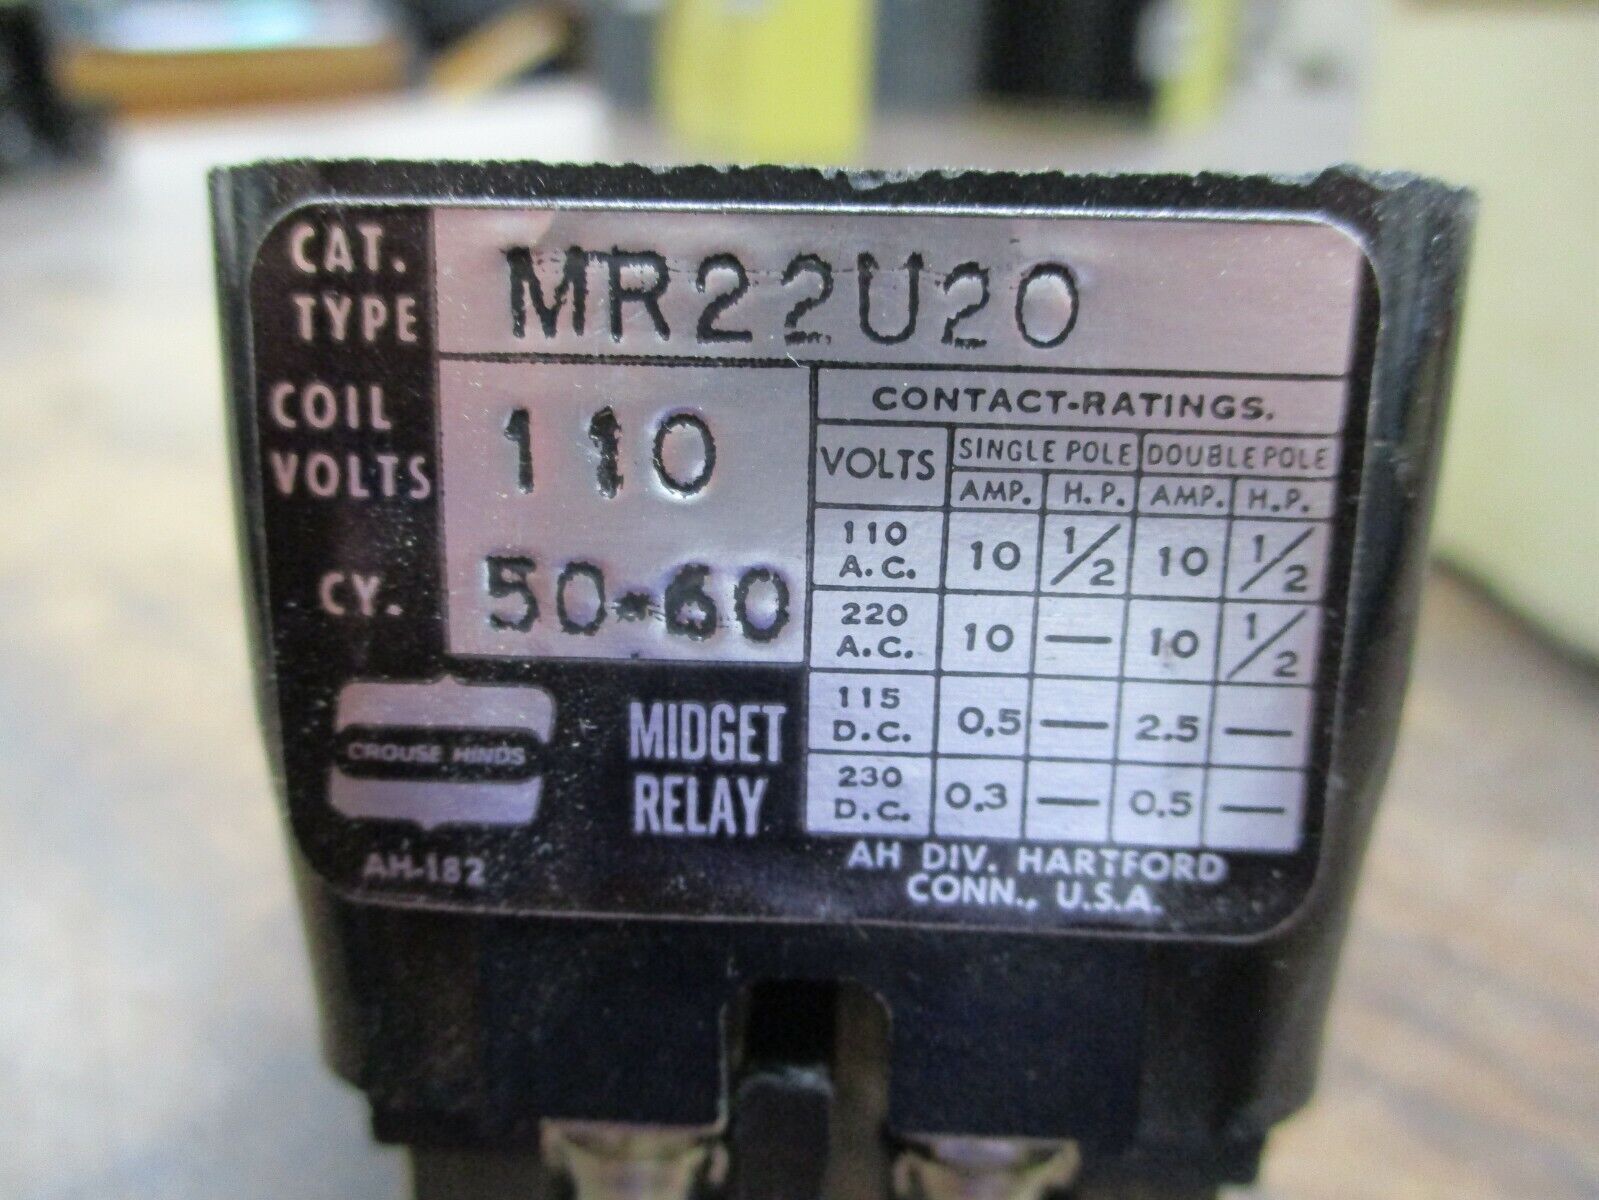 CAT. TYPE MR22U20
COIL VOLTS 110
CY. 50-60
CONTACT-RATINGS.
VOLTS SINGLE POLE DOUBLE POLE
AMP. H.P. AMP. H.P.
110 A.C. 10 1/2 10 1/2
220 A.C. 10 — 10 1/2
115 D.C. 0.5 — 2.5 —
230 D.C. 0.3 — 0.5 —
CROUSE HINDS
MIDGET
RELAY
AH-182
AH DIV. HARTFORD
CONN., U.S.A.